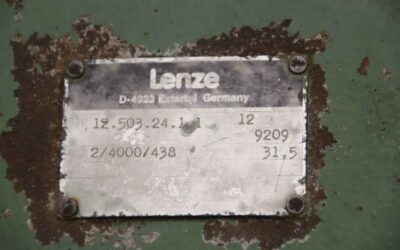 Lenze
D-4923 Extertal Germany
12.503.24.1.1 12
9209
2/4000/438 31,5